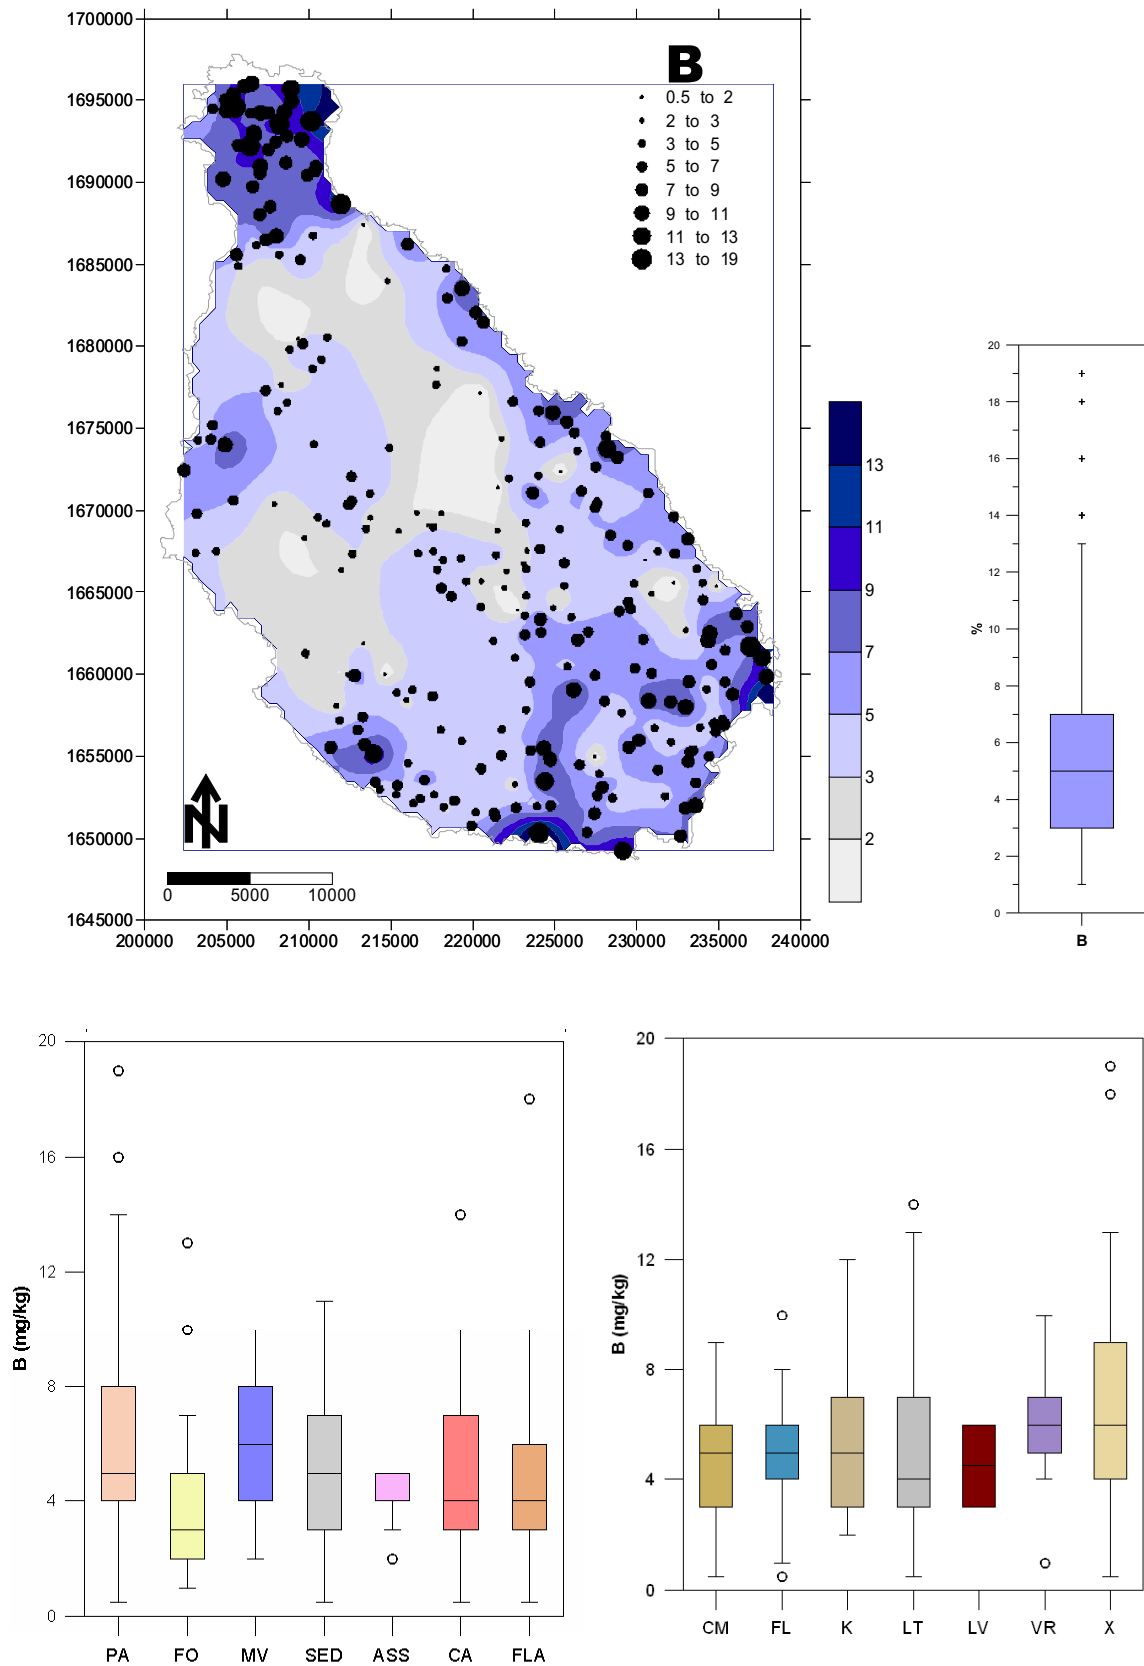 1700000
1695000
1690000
1685000
1680000
1675000
1670000
1665000
1660000
1655000
1650000
1645000
200000 205000 210000 215000 220000 225000 230000 235000 240000
B
0.5 to 2
2 to 3
3 to 5
5 to 7
7 to 9
9 to 11
11 to 13
13 to 19
N
0 5000 10000
13
11
9
7
5
3
2
20
18
16
14
12
10
8
6
4
2
0
%
B
20
16
12
8
4
0
B (mg/kg)
PA FO MV SED ASS CA FLA
20
16
12
8
4
0
B (mg/kg)
CM FL K LT LV VR X